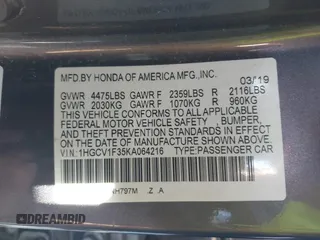 MFD.BY HONDA OF AMERICA MFG.,INC. 03/19
GVWR 4475LBS GAWR F 2359LBS R 2116LBS
GVWR 2030KG GAWR F 1070KG R 960KG
THIS VEHICLE CONFORMS TO ALL APPLICABLE
FEDERAL MOTOR VEHICLE SAFETY, BUMPER,
AND THEFT PREVENTION STANDARDS IN EFFECT
ON THE DATE OF MANUFACTURE SHOWN ABOVE.
V.I.N: 1HGCV1F35KA064216 TYPE:PASSENGER CAR
NH797M .Z .A